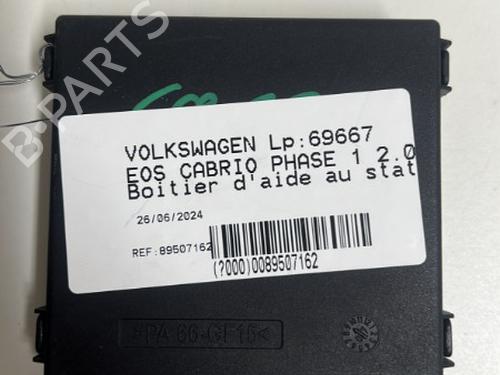 VOLKSWAGEN Lp:69667
EOS CABRIO PHASE 1 2.0
Boitier d'aide au stat
26/06/2024
REF:89507162
(?000)0089507162
>PA 66-GF15<
B-PARTS